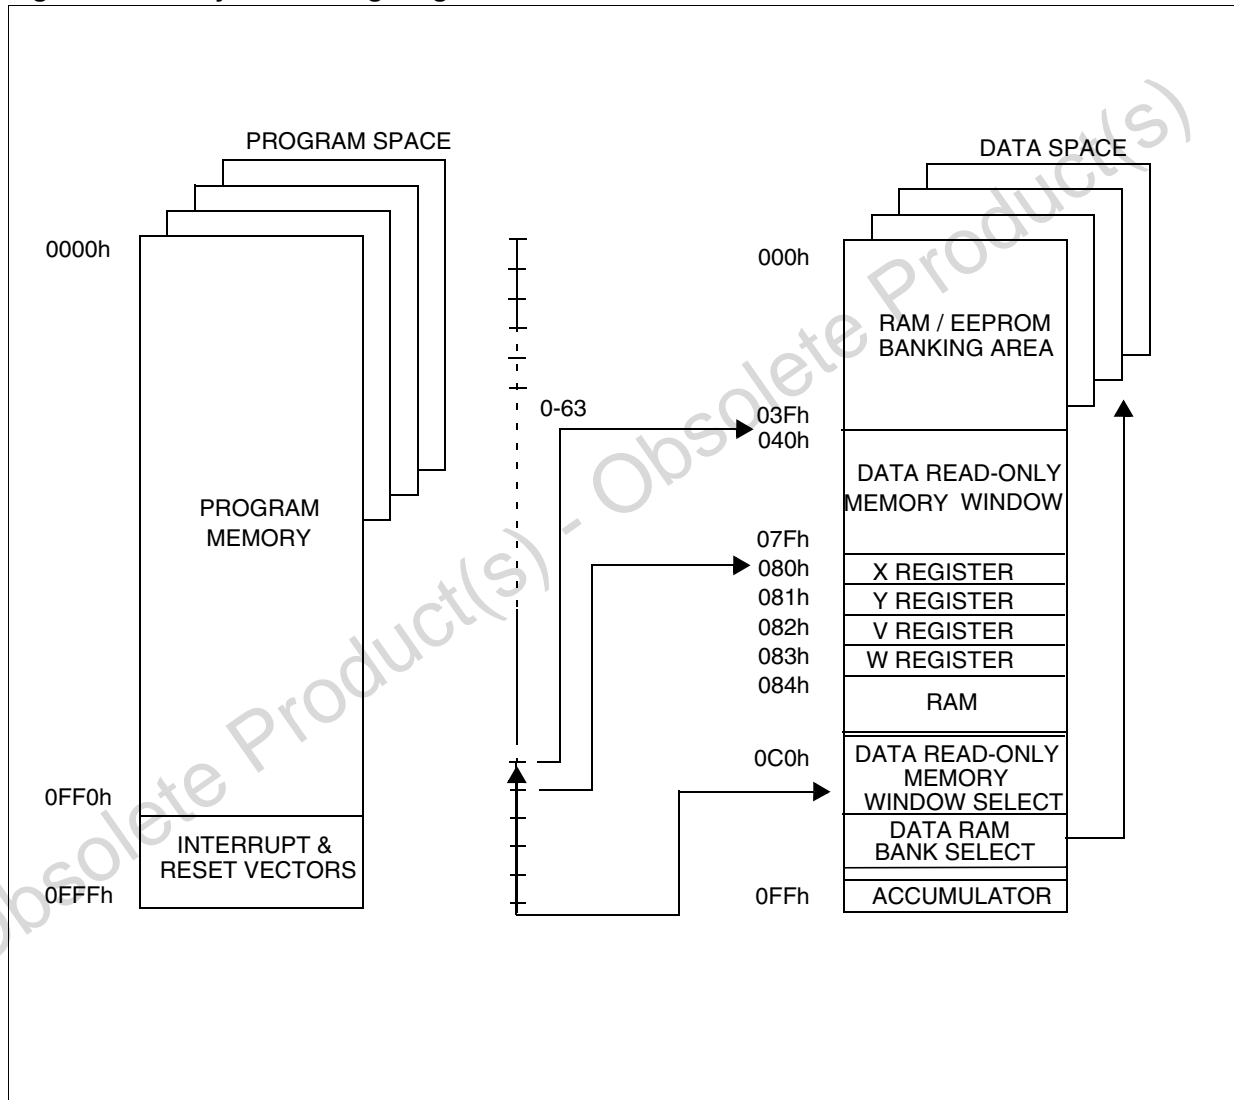 PROGRAM SPACE
0000h
PROGRAM
MEMORY
0FF0h
INTERRUPT &
RESET VECTORS
0FFFh
0-63
DATA SPACE
000h
RAM / EEPROM
BANKING AREA
03Fh
040h
DATA READ-ONLY
MEMORY WINDOW
07Fh
080h
X REGISTER
081h
Y REGISTER
082h
V REGISTER
083h
W REGISTER
084h
RAM
0C0h
DATA READ-ONLY
MEMORY
WINDOW SELECT
DATA RAM
BANK SELECT
0FFh
ACCUMULATOR
Obsolete Product(s) - Obsolete Product(s)